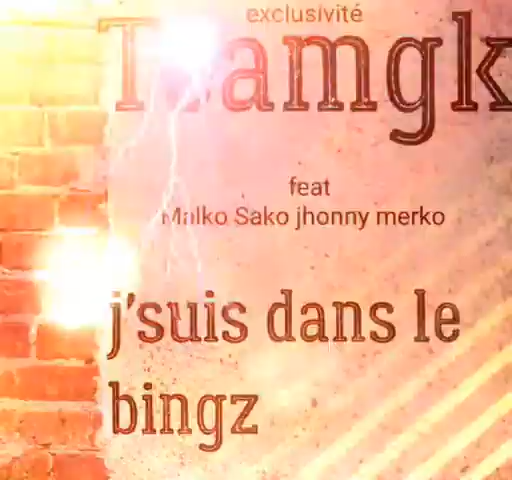 exclusivité
feat
Malko Sako jhonny merko
j'suis dans le
bingz